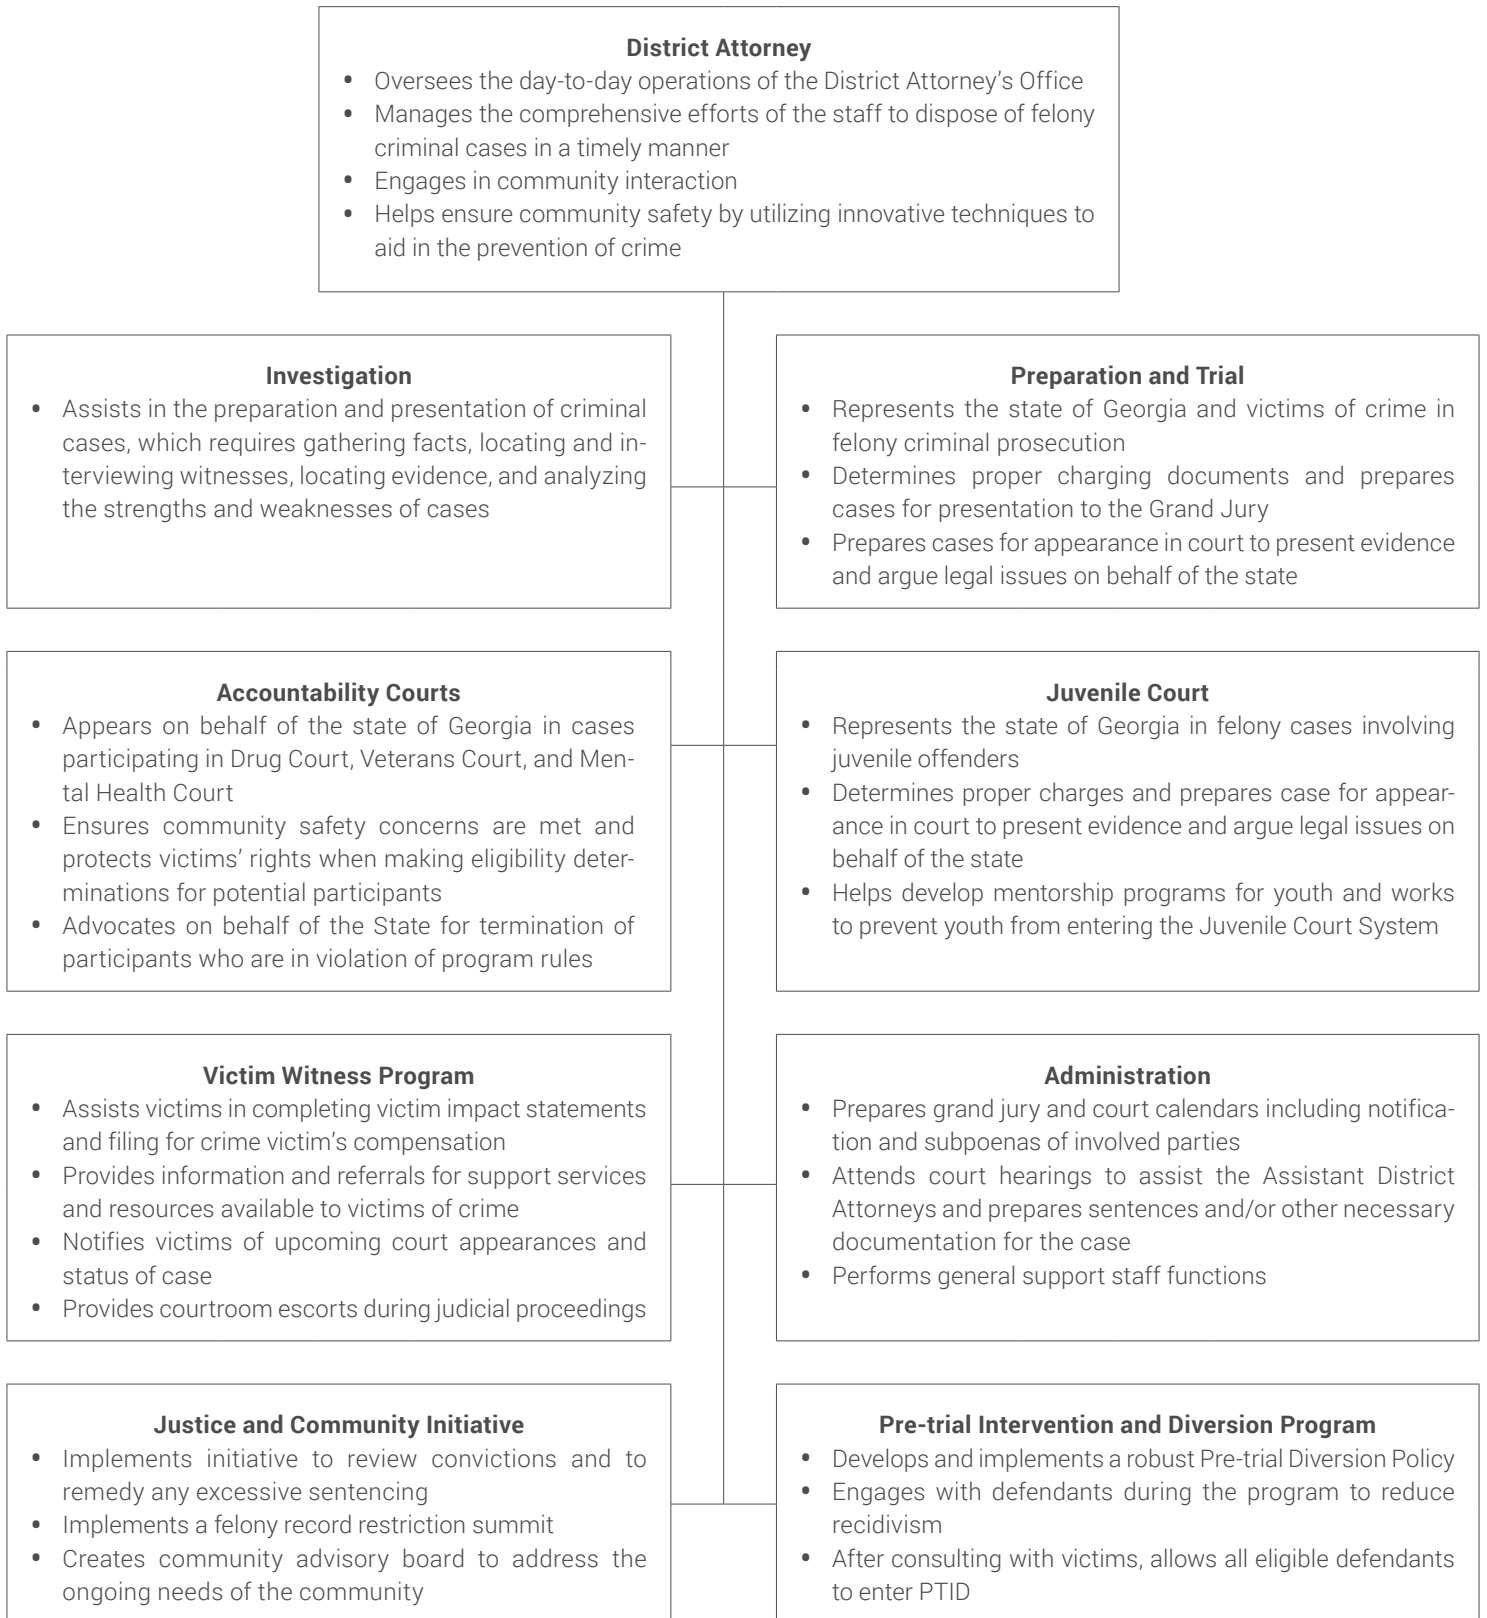 District Attorney
• Oversees the day-to-day operations of the District Attorney’s Office
• Manages the comprehensive efforts of the staff to dispose of felony
criminal cases in a timely manner
• Engages in community interaction
• Helps ensure community safety by utilizing innovative techniques to
aid in the prevention of crime
Investigation
• Assists in the preparation and presentation of criminal
cases, which requires gathering facts, locating and in-
terviewing witnesses, locating evidence, and analyzing
the strengths and weaknesses of cases
Preparation and Trial
• Represents the state of Georgia and victims of crime in
felony criminal prosecution
• Determines proper charging documents and prepares
cases for presentation to the Grand Jury
• Prepares cases for appearance in court to present evidence
and argue legal issues on behalf of the state
Accountability Courts
• Appears on behalf of the state of Georgia in cases
participating in Drug Court, Veterans Court, and Men-
tal Health Court
• Ensures community safety concerns are met and
protects victims’ rights when making eligibility deter-
minations for potential participants
• Advocates on behalf of the State for termination of
participants who are in violation of program rules
Juvenile Court
• Represents the state of Georgia in felony cases involving
juvenile offenders
• Determines proper charges and prepares case for appear-
ance in court to present evidence and argue legal issues on
behalf of the state
• Helps develop mentorship programs for youth and works
to prevent youth from entering the Juvenile Court System
Victim Witness Program
• Assists victims in completing victim impact statements
and filing for crime victim’s compensation
• Provides information and referrals for support services
and resources available to victims of crime
• Notifies victims of upcoming court appearances and
status of case
• Provides courtroom escorts during judicial proceedings
Administration
• Prepares grand jury and court calendars including notifica-
tion and subpoenas of involved parties
• Attends court hearings to assist the Assistant District
Attorneys and prepares sentences and/or other necessary
documentation for the case
• Performs general support staff functions
Justice and Community Initiative
• Implements initiative to review convictions and to
remedy any excessive sentencing
• Implements a felony record restriction summit
• Creates community advisory board to address the
ongoing needs of the community
Pre-trial Intervention and Diversion Program
• Develops and implements a robust Pre-trial Diversion Policy
• Engages with defendants during the program to reduce
recidivism
• After consulting with victims, allows all eligible defendants
to enter PTID